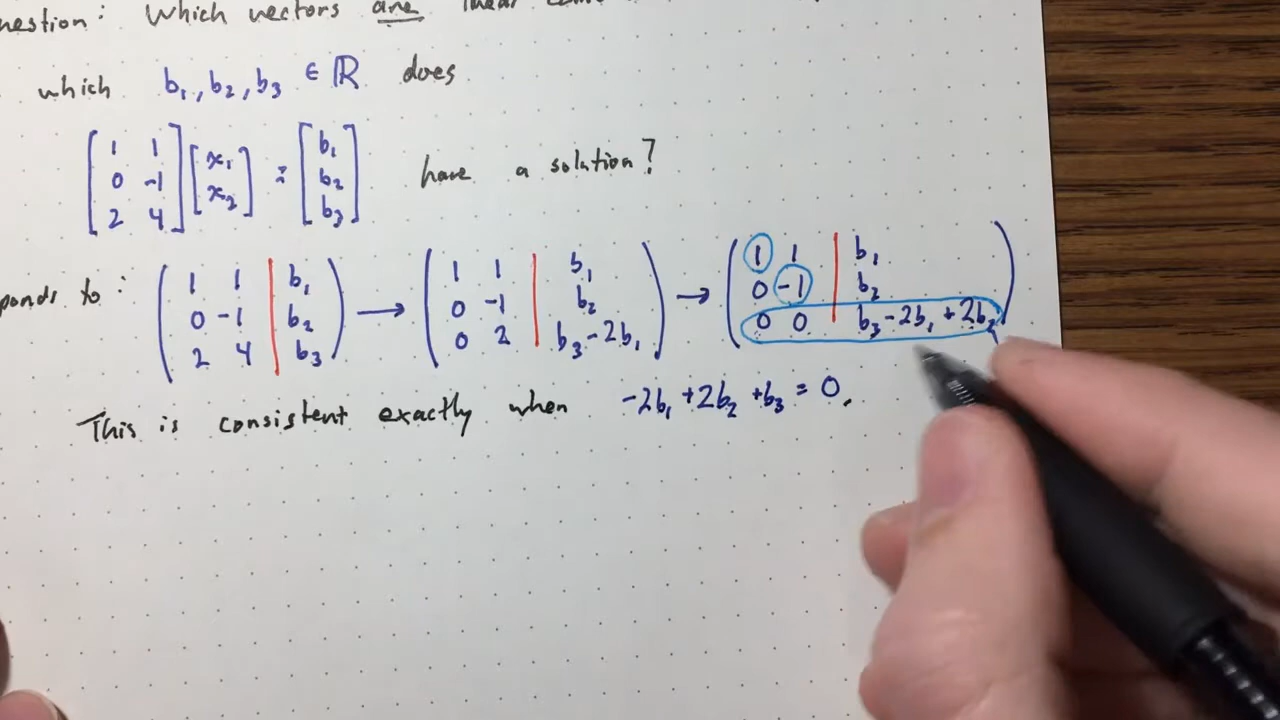 Question: Which vectors are linear
which b₁, b₂, b₃ ∈ ℝ does
[1 1; 0 -1; 2 4] [x₁; x₂] = [b₁; b₂; b₃] have a solution?
to: (1 1 | b₁; 0 -1 | b₂; 2 4 | b₃) → (1 1 | b₁; 0 -1 | b₂; 0 2 | b₃-2b₁) → (1 1 | b₁; 0 -1 | b₂; 0 0 | b₃-2b₁+2b₂)
This is consistent exactly when -2b₁+2b₂+b₃ = 0.